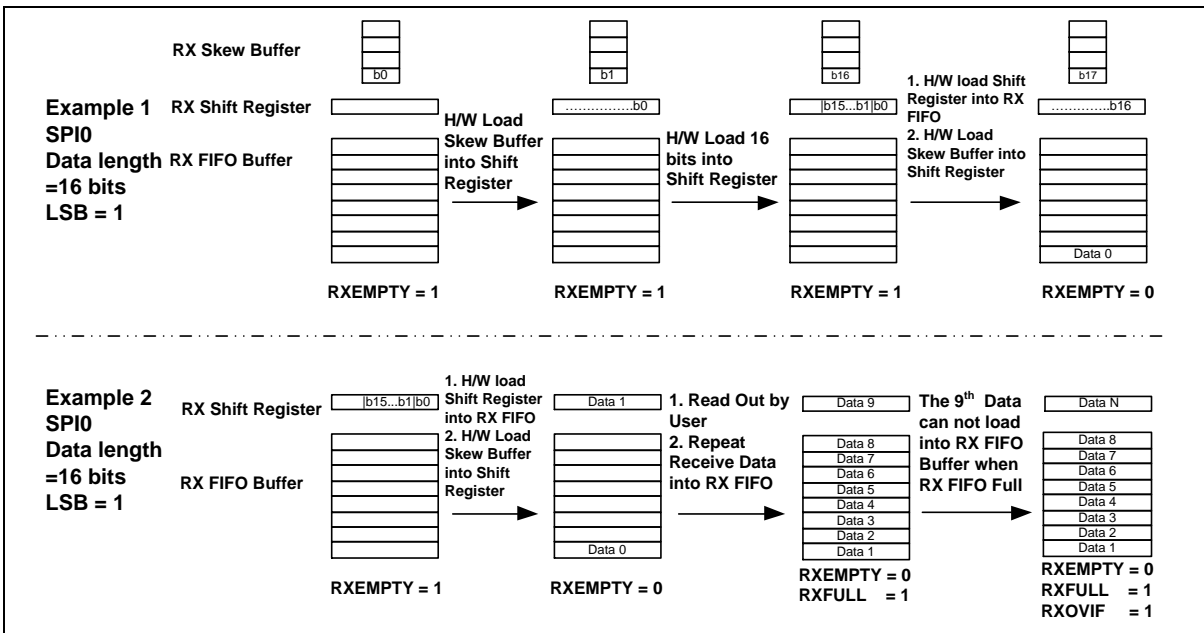 RX Skew Buffer
b0
b1
b16
b17
Example 1
SPI0
Data length
=16 bits
LSB = 1
RX Shift Register
................b0
|b15...b1|b0
..............b16
RX FIFO Buffer
H/W Load
Skew Buffer
into Shift
Register
H/W Load 16
bits into
Shift Register
1. H/W load Shift
Register into RX
FIFO
2. H/W Load
Skew Buffer into
Shift Register
Data 0
RXEMPTY = 1
RXEMPTY = 1
RXEMPTY = 1
RXEMPTY = 0
Example 2
SPI0
Data length
=16 bits
LSB = 1
RX Shift Register
|b15...b1|b0
RX FIFO Buffer
RXEMPTY = 1
1. H/W load
Shift Register
into RX FIFO
2. H/W Load
Skew Buffer
into Shift
Register
Data 1
Data 0
RXEMPTY = 0
1. Read Out by
User
2. Repeat
Receive Data
into RX FIFO
Data 9
Data 8
Data 7
Data 6
Data 5
Data 4
Data 3
Data 2
Data 1
RXEMPTY = 0
RXFULL = 1
The 9th Data
can not load
into RX FIFO
Buffer when
RX FIFO Full
Data N
Data 8
Data 7
Data 6
Data 5
Data 4
Data 3
Data 2
Data 1
RXEMPTY = 0
RXFULL = 1
RXOVIF = 1